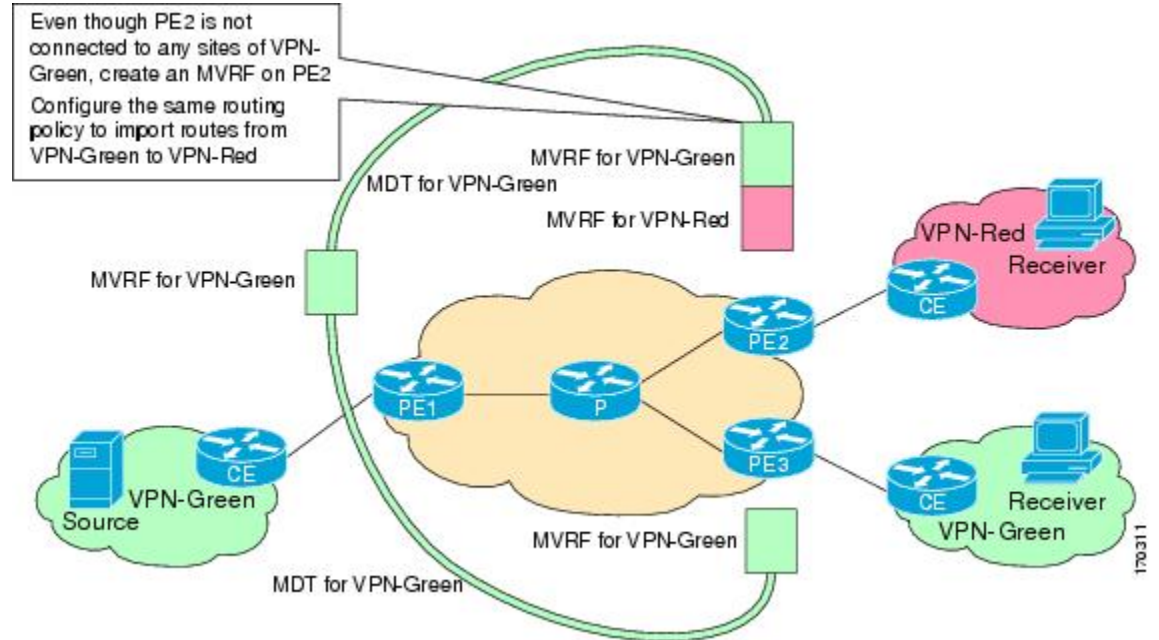 Even though PE2 is not
connected to any sites of VPN-
Green, create an MVRF on PE2
Configure the same routing
policy to import routes from
VPN-Green to VPN-Red
MVRF for VPN-Green
MDT for VPN-Green
MVRF for VPN-Red
VPN-Red
Receiver
MVRF for VPN-Green
CE
PE2
PE1
P
CE
PE3
VPN-Green
Source
CE
Receiver
VPN-Green
MVRF for VPN-Green
MDT for VPN-Green
170311